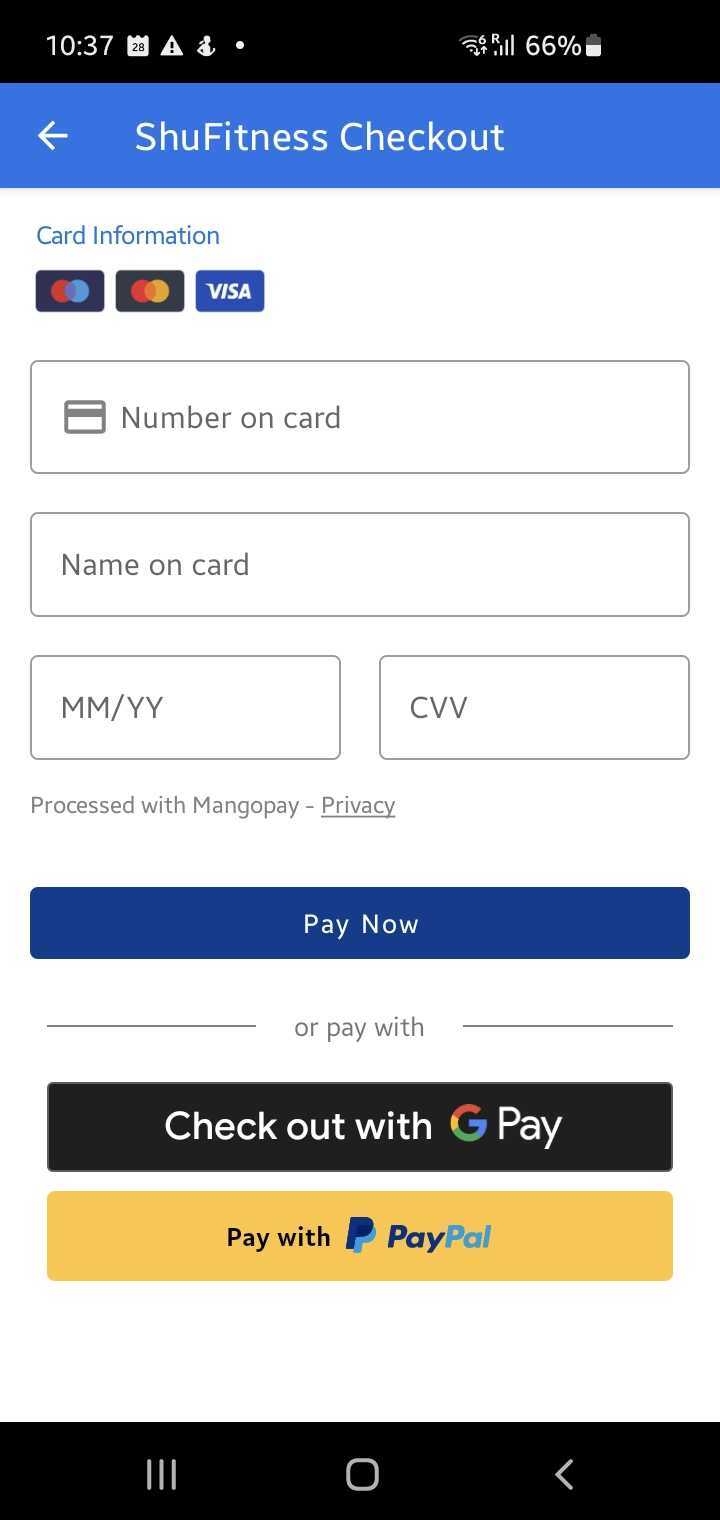 10:37 28 6 R 66%
ShuFitness Checkout
Card Information
VISA
Number on card
Name on card
MM/YY CVV
Processed with Mangopay - Privacy
Pay Now
or pay with
Check out with G Pay
Pay with PayPal